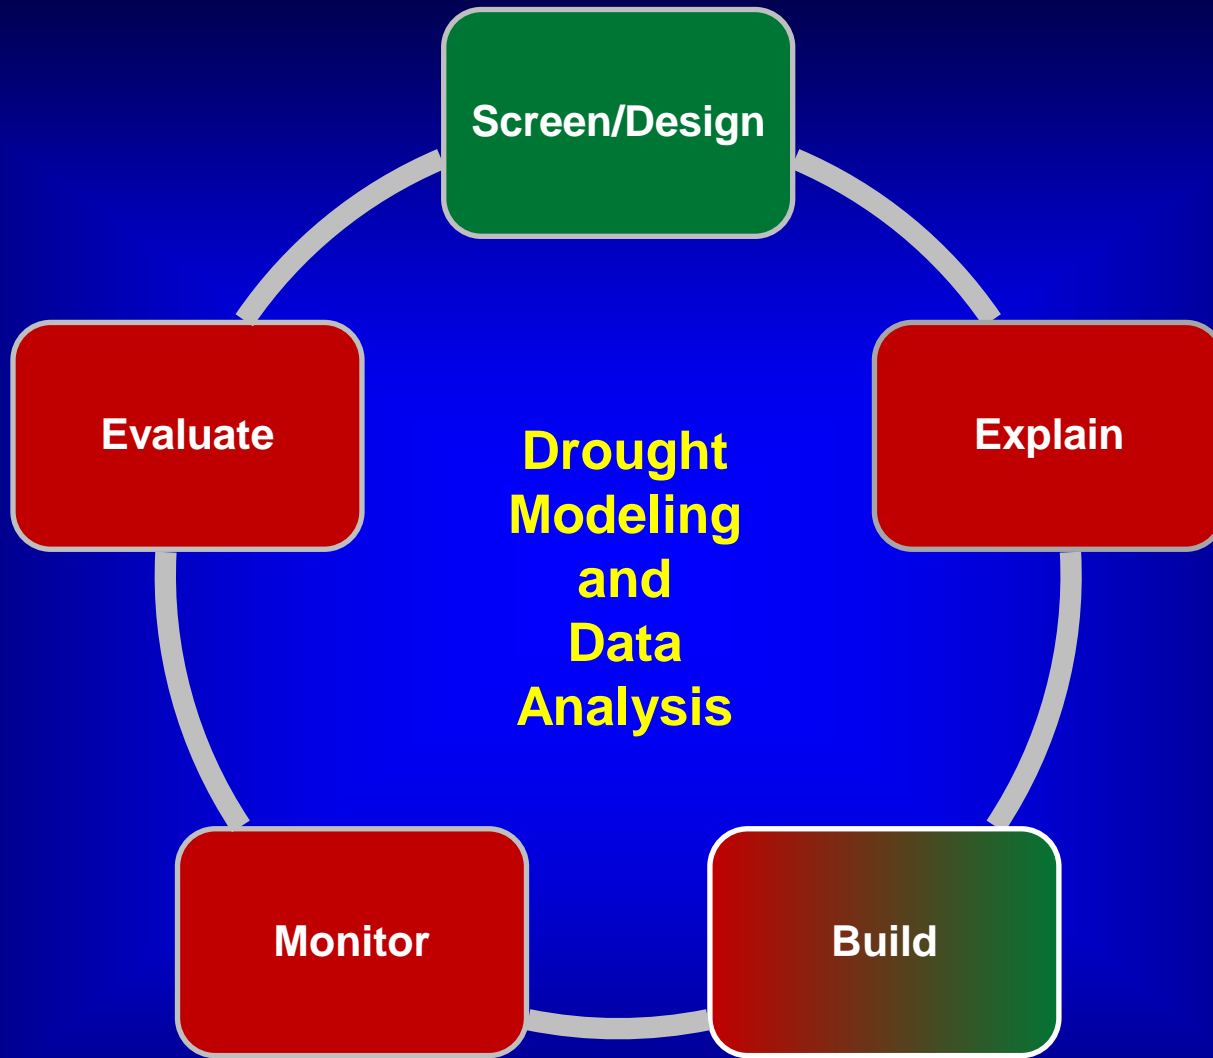 Screen/Design
Evaluate
Explain
Drought
Modeling
and
Data
Analysis
Monitor
Build